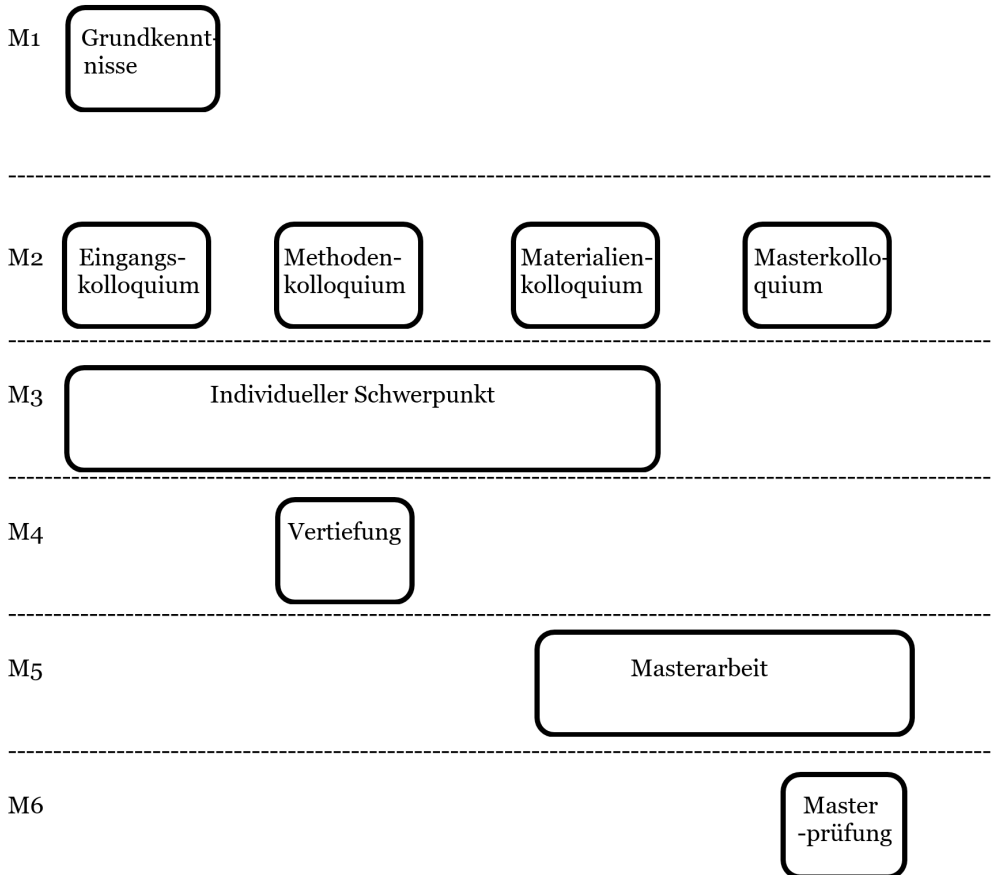 M1
Grundkennt-
nisse
M2
Eingangs-
kolloquium
Methoden-
kolloquium
Materialien-
kolloquium
Masterkollo-
quium
M3
Individueller Schwerpunkt
M4
Vertiefung
M5
Masterarbeit
M6
Master
-prüfung